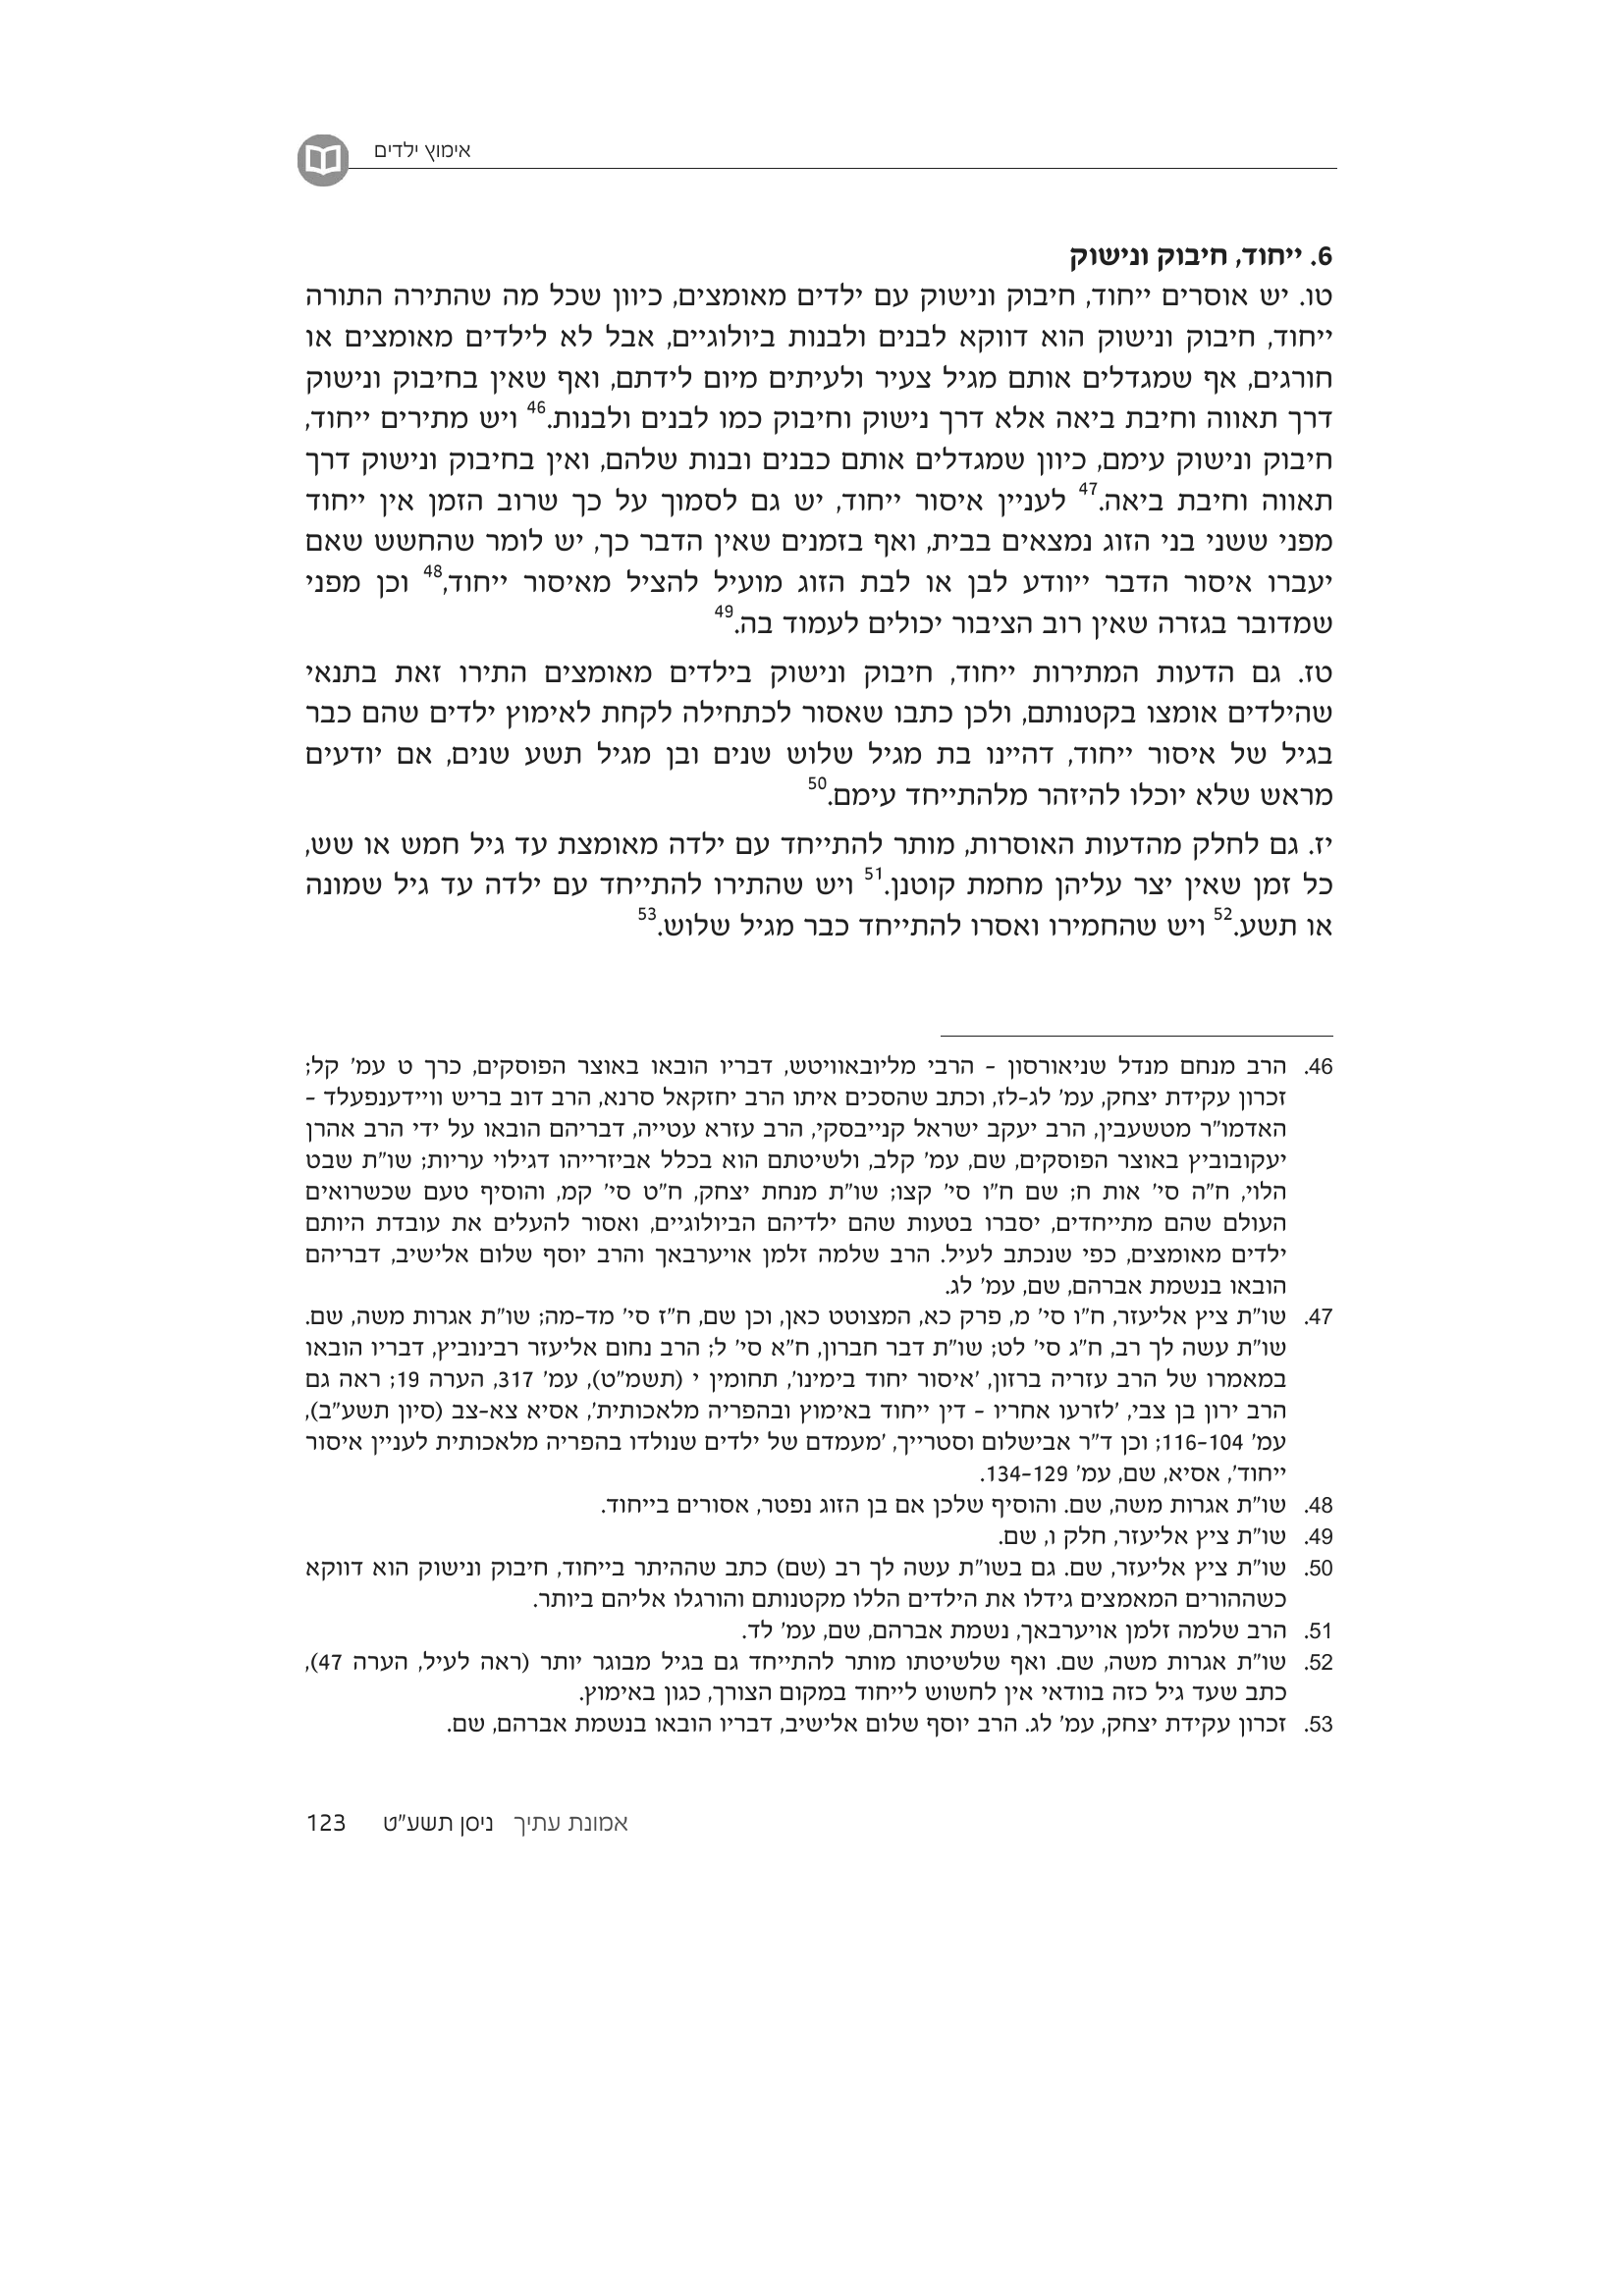 אימוץ ילדים
6. ייחוד, חיבוק ונישוק
טו. יש אוסרים ייחוד, חיבוק ונישוק עם ילדים מאומצים, כיוון שכל מה שהתירה התורה
ייחוד, חיבוק ונישוק הוא דווקא לבנים ולבנות ביולוגיים, אבל לא לילדים מאומצים או
חורגים, אף שמגדלים אותם מגיל צעיר ולעיתים מיום לידתם, ואף שאין בחיבוק ונישוק
דרך תאווה וחיבת ביאה אלא דרך נישוק וחיבוק כמו לבנים ולבנות.46 ויש מתירים ייחוד,
חיבוק ונישוק עימם, כיוון שמגדלים אותם כבנים ובנות שלהם, ואין בחיבוק ונישוק דרך
תאווה וחיבת ביאה.47 לעניין איסור ייחוד, יש גם לסמוך על כך שרוב הזמן אין ייחוד
מפני ששני בני הזוג נמצאים בבית, ואף בזמנים שאין הדבר כך, יש לומר שהחשש שאם
יעברו איסור הדבר ייוודע לבן או לבת הזוג מועיל להציל מאיסור ייחוד,48 וכן מפני
שמדובר בגזרה שאין רוב הציבור יכולים לעמוד בה.49
טז. גם הדעות המתירות ייחוד, חיבוק ונישוק בילדים מאומצים התירו זאת בתנאי
שהילדים אומצו בקטנותם, ולכן כתבו שאסור לכתחילה לקחת לאימוץ ילדים שהם כבר
בגיל של איסור ייחוד, דהיינו בת מגיל שלוש שנים ובן מגיל תשע שנים, אם יודעים
מראש שלא יוכלו להיזהר מלהתייחד עימם.50
יז. גם לחלק מהדעות האוסרות, מותר להתייחד עם ילדה מאומצת עד גיל חמש או שש,
כל זמן שאין יצר עליהן מחמת קוטנן.51 ויש שהתירו להתייחד עם ילדה עד גיל שמונה
או תשע.52 ויש שהחמירו ואסרו להתייחד כבר מגיל שלוש.53
46. הרב מנחם מנדל שניאורסון – הרבי מליובאוויטש, דבריו הובאו באוצר הפוסקים, כרך ט עמ' קל;
זכרון עקידת יצחק, עמ' לג–לז, וכתב שהסכים איתו הרב יחזקאל סרנא, הרב דוב בריש וויידענפעלד –
האדמו"ר מטשעבין, הרב יעקב ישראל קנייבסקי, הרב עזרא עטייה, דבריהם הובאו על ידי הרב אהרן
יעקובוביץ באוצר הפוסקים, שם, עמ' קלב, ולשיטתם הוא בכלל אביזרייהו דגילוי עריות; שו"ת שבט
הלוי, ח"ה סי' אות ח; שם ח"ו סי' קצו; שו"ת מנחת יצחק, ח"ט סי' קמ, והוסיף טעם שכשרואים
העולם שהם מתייחדים, יסברו בטעות שהם ילדיהם הביולוגיים, ואסור להעלים את עובדת היותם
ילדים מאומצים, כפי שנכתב לעיל. הרב שלמה זלמן אויערבאך והרב יוסף שלום אלישיב, דבריהם
הובאו בנשמת אברהם, שם, עמ' לג.
47. שו"ת ציץ אליעזר, ח"ו סי' מ, פרק כא, המצוטט כאן, וכן שם, ח"ז סי' מד–מה; שו"ת אגרות משה, שם.
שו"ת עשה לך רב, ח"ג סי' לט; שו"ת דבר חברון, ח"א סי' ל; הרב נחום אליעזר רבינוביץ, דבריו הובאו
במאמרו של הרב עזריה ברזון, 'איסור יחוד בימינו', תחומין י (תשמ"ט), עמ' 317, הערה 19; ראה גם
הרב ירון בן צבי, 'לזרעו אחריו – דין ייחוד באימוץ ובהפריה מלאכותית', אסיא צא–צב (סיון תשע"ב),
עמ' 104–116; וכן ד"ר אבישלום וסטרייך, 'מעמדם של ילדים שנולדו בהפריה מלאכותית לעניין איסור
ייחוד', אסיא, שם, עמ' 129–134.
48. שו"ת אגרות משה, שם. והוסיף שלכן אם בן הזוג נפטר, אסורים בייחוד.
49. שו"ת ציץ אליעזר, חלק ו, שם.
50. שו"ת ציץ אליעזר, שם. גם בשו"ת עשה לך רב (שם) כתב שההיתר בייחוד, חיבוק ונישוק הוא דווקא
כשההורים המאמצים גידלו את הילדים הללו מקטנותם והורגלו אליהם ביותר.
51. הרב שלמה זלמן אויערבאך, נשמת אברהם, שם, עמ' לד.
52. שו"ת אגרות משה, שם. ואף שלשיטתו מותר להתייחד גם בגיל מבוגר יותר (ראה לעיל, הערה 47),
כתב שעד גיל כזה בוודאי אין לחשוש לייחוד במקום הצורך, כגון באימוץ.
53. זכרון עקידת יצחק, עמ' לג. הרב יוסף שלום אלישיב, דבריו הובאו בנשמת אברהם, שם.
אמונת עתיך ניסן תשע"ט 123